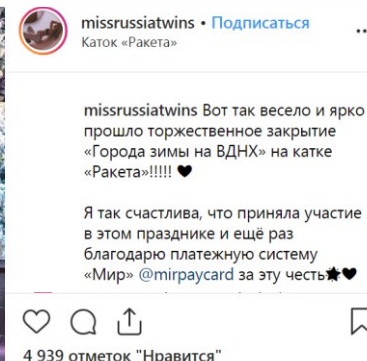 missrussiatwins • Подписаться
Каток «Ракета»
missrussiatwins Вот так весело и ярко
прошло торжественное закрытие
«Города зимы на ВДНХ» на катке
«Ракета»!!!!! 🖤
Я так счастлива, что приняла участие
в этом празднике и ещё раз
благодарю платежную систему
«Мир» @mirpaycard за эту честь★🖤
4 939 отметок "Нравится"